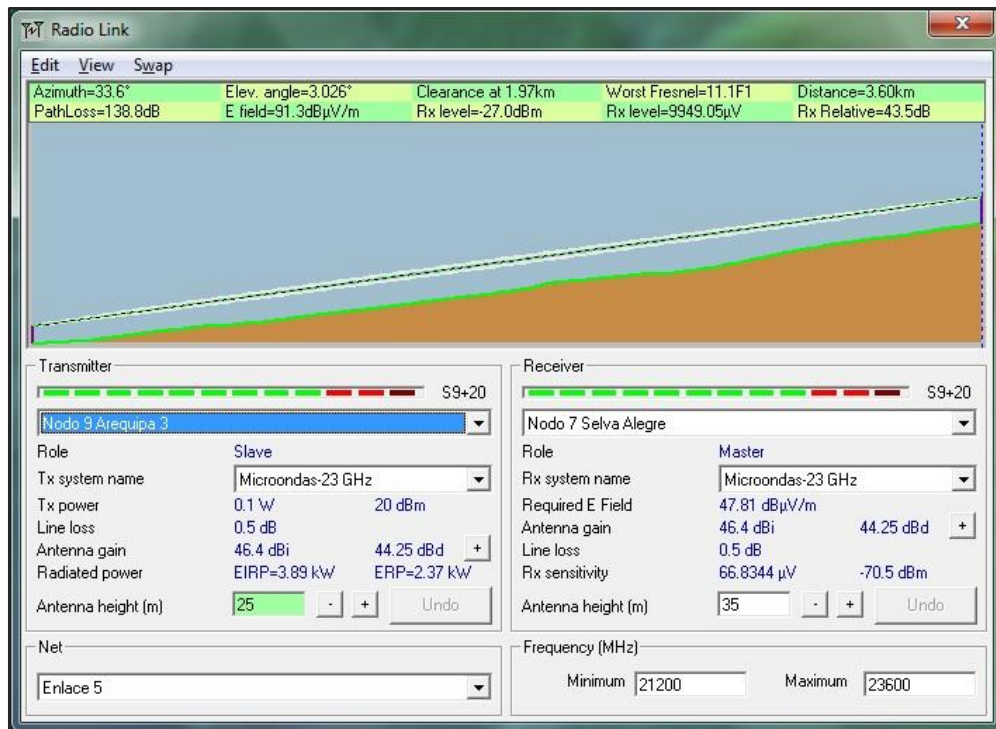 Radio Link
Edit View Swap
Azimuth=33.6° Elev. angle=3.026° Clearance at 1.97km Worst Fresnel=11.1F1 Distance=3.60km
PathLoss=138.8dB E field=91.3dBµV/m Rx level=-27.0dBm Rx level=9949.05µV Rx Relative=43.5dB
Transmitter
S9+20
Nodo 9 Arequipa 3
Role Slave
Tx system name Microondas-23 GHz
Tx power 0.1 W 20 dBm
Line loss 0.5 dB
Antenna gain 46.4 dBi 44.25 dBd +
Radiated power EIRP=3.89 kW ERP=2.37 kW
Antenna height (m) 25 - + Undo
Net
Enlace 5
Receiver
S9+20
Nodo 7 Selva Alegre
Role Master
Rx system name Microondas-23 GHz
Required E Field 47.81 dBµV/m
Antenna gain 46.4 dBi 44.25 dBd +
Line loss 0.5 dB
Rx sensitivity 66.8344 µV -70.5 dBm
Antenna height (m) 35 - + Undo
Frequency (MHz)
Minimum 21200 Maximum 23600